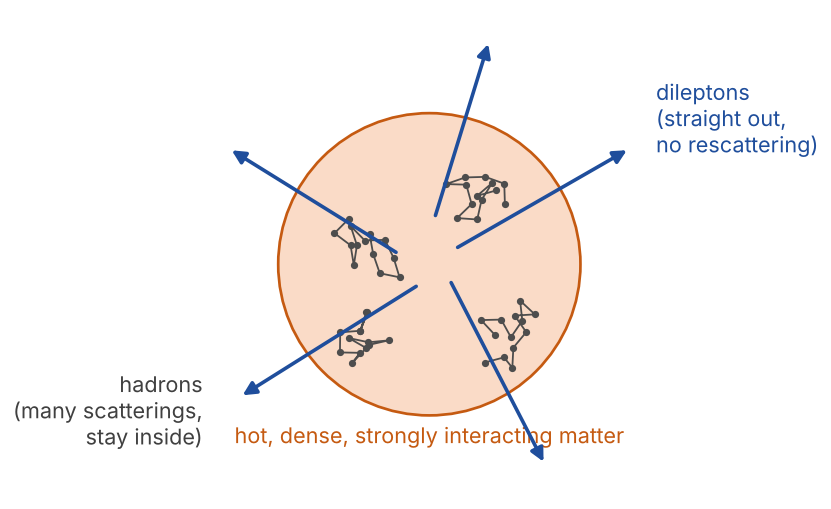 dileptons
(straight out,
no rescattering)
hadrons
(many scatterings,
stay inside)
hot, dense, strongly interacting matter